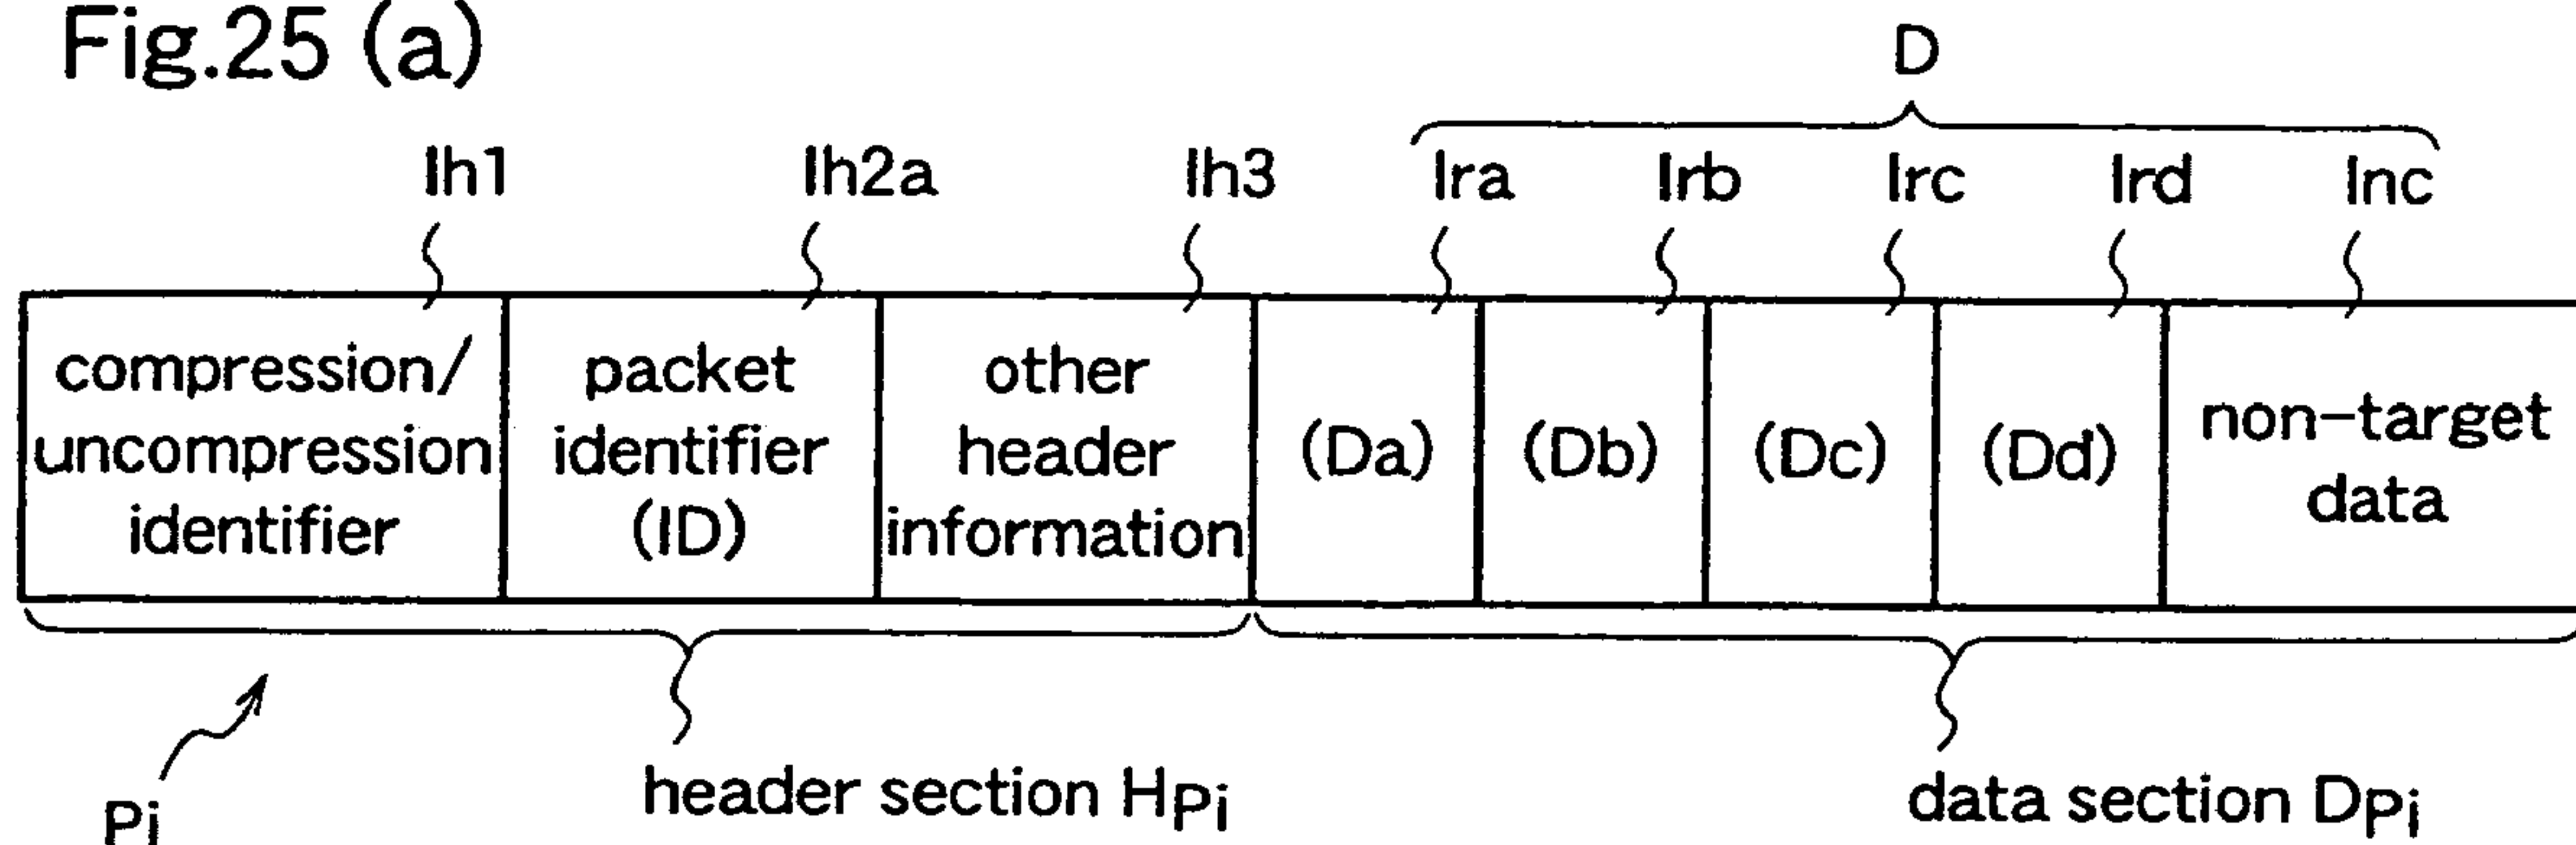 Fig.25 (a)
D
Ih1 Ih2a Ih3 Ira Irb Irc Ird Inc
compression/
uncompression
identifier
packet
identifier
(ID)
other
header
information
(Da)
(Db)
(Dc)
(Dd)
non-target
data
Pi
header section HPi
data section DPi